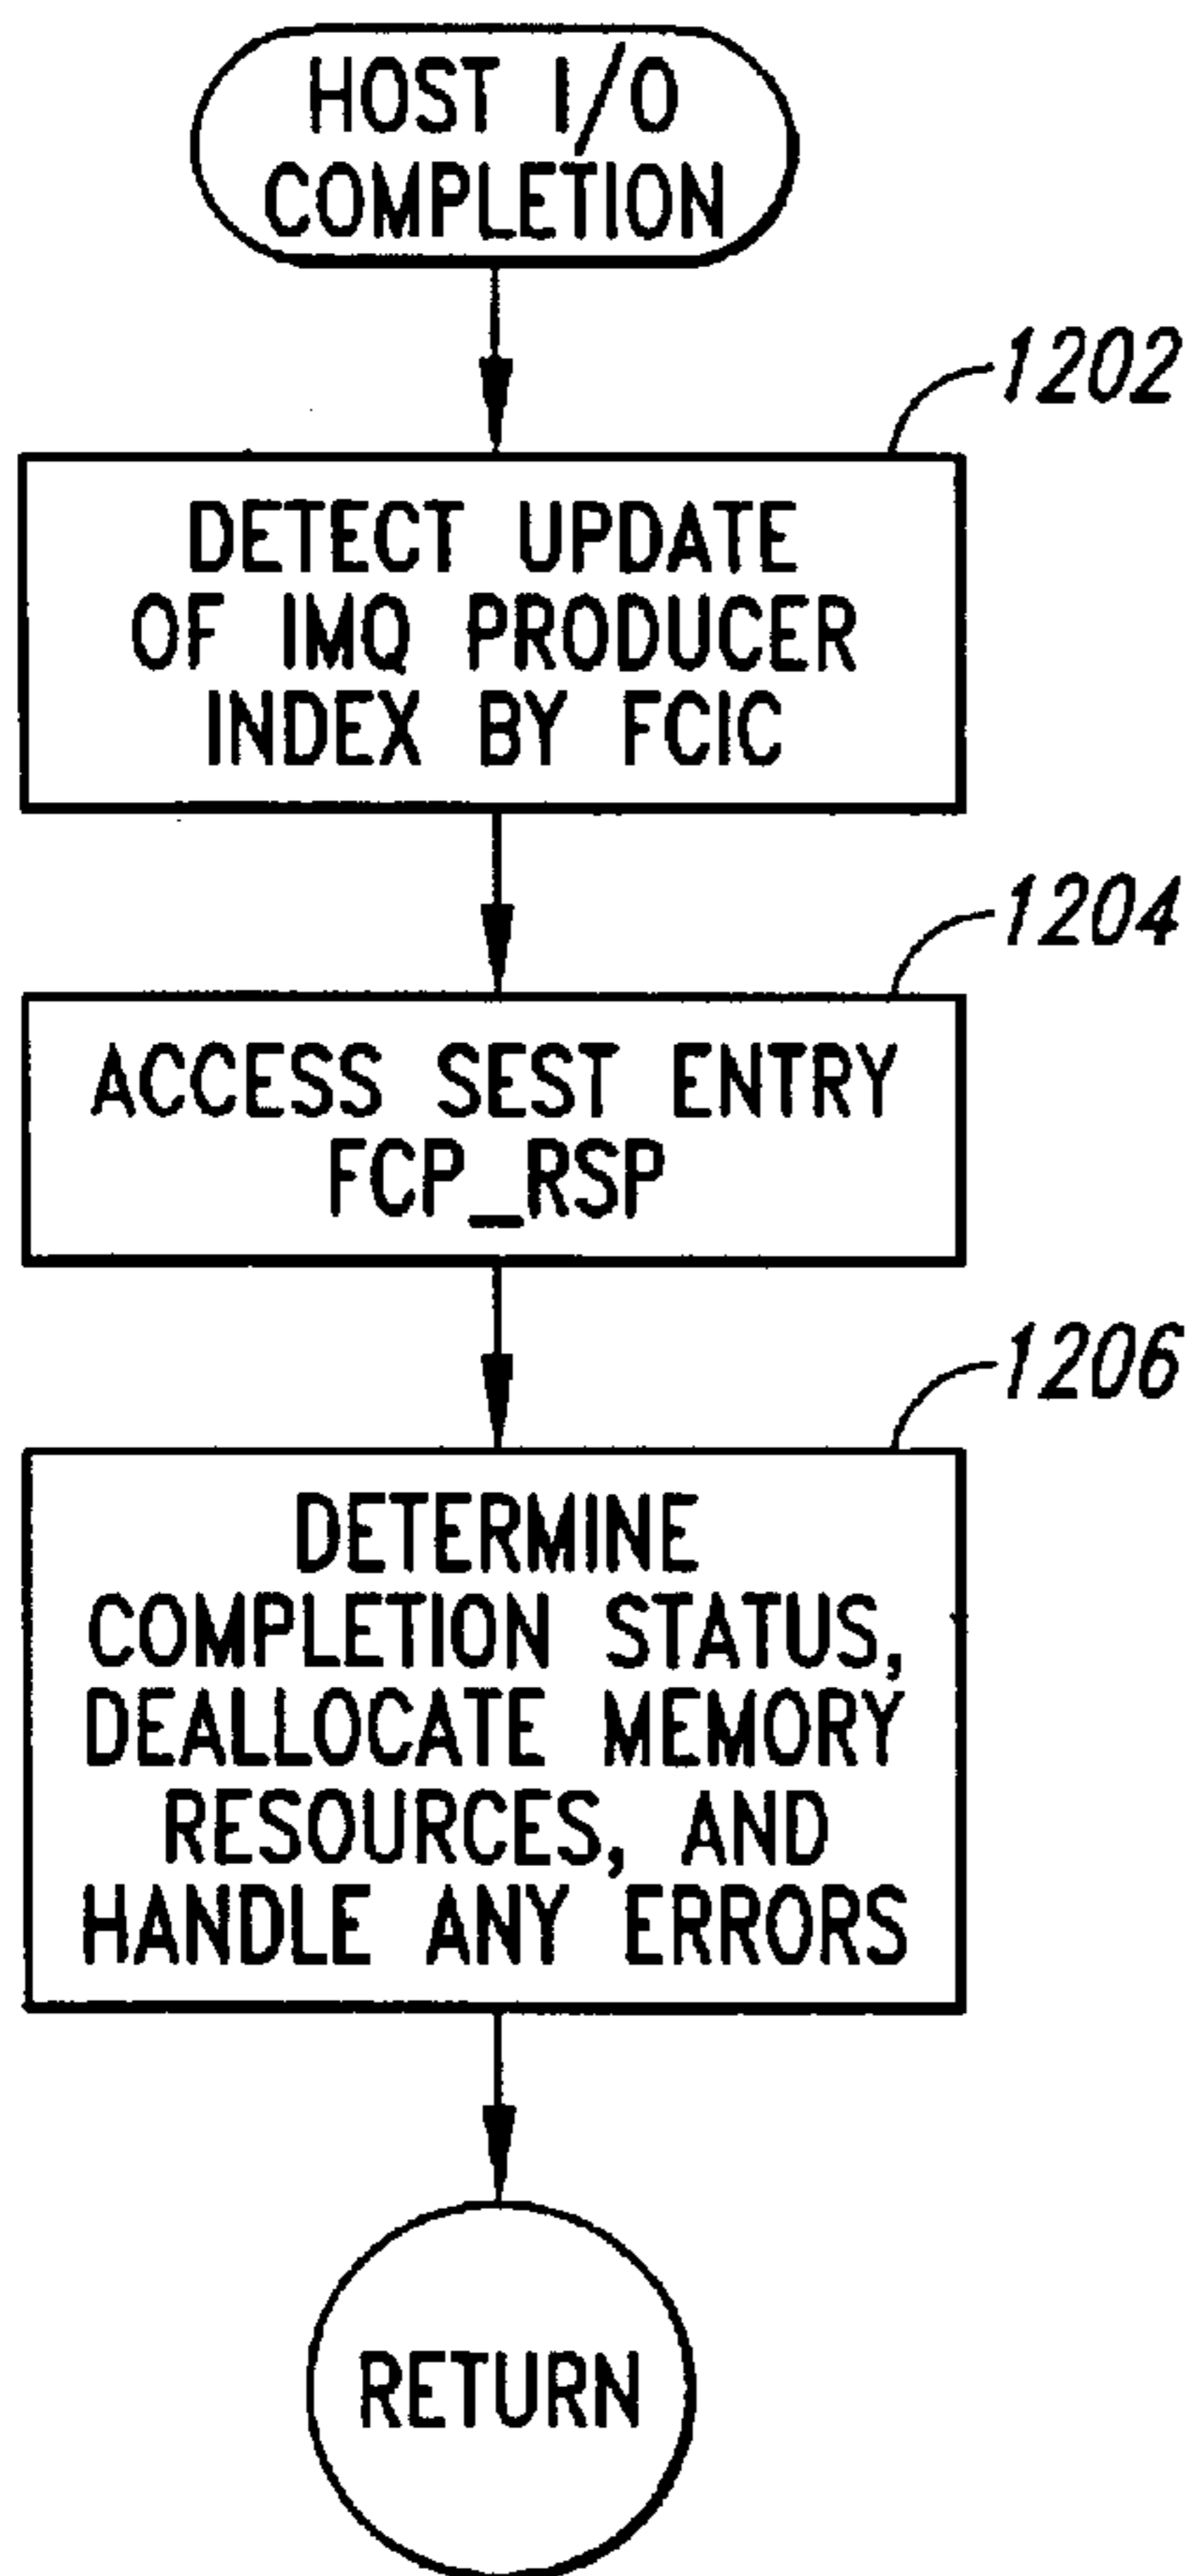 HOST I/O
COMPLETION
1202
DETECT UPDATE
OF IMQ PRODUCER
INDEX BY FCIC
1204
ACCESS SEST ENTRY
FCP_RSP
1206
DETERMINE
COMPLETION STATUS,
DEALLOCATE MEMORY
RESOURCES, AND
HANDLE ANY ERRORS
RETURN